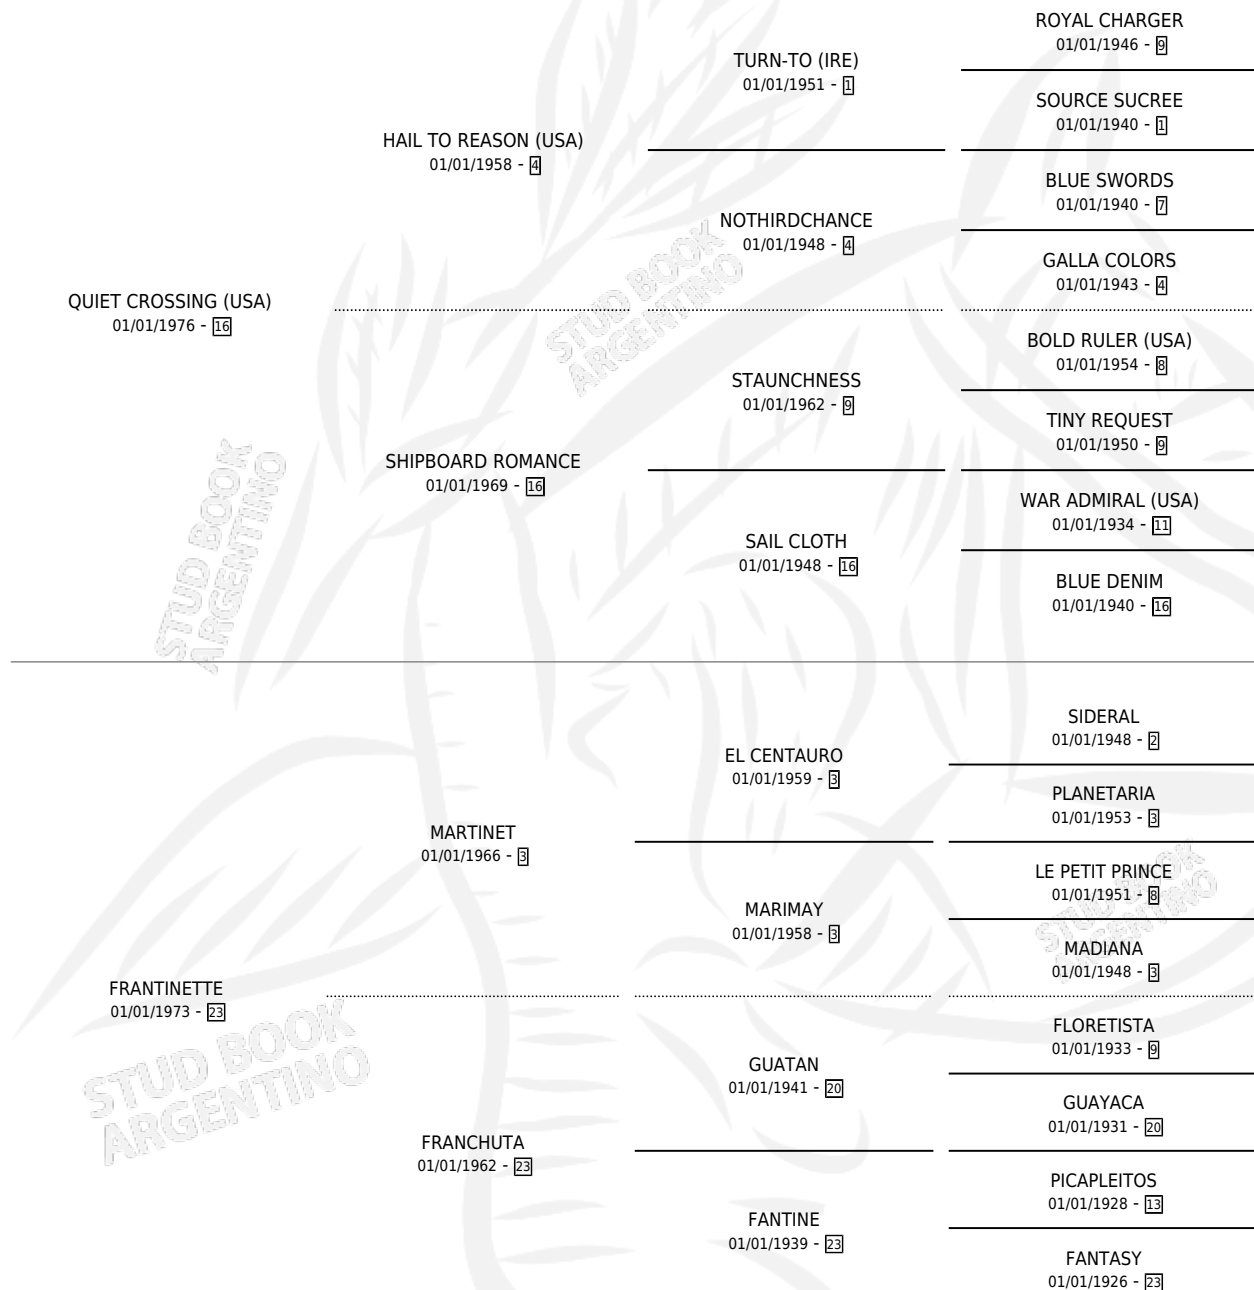 ROYAL CHARGER
01/01/1946 - 9
TURN-TO (IRE)
01/01/1951 - 1
SOURCE SUCREE
01/01/1940 - 1
HAIL TO REASON (USA)
01/01/1958 - 4
BLUE SWORDS
01/01/1940 - 7
NOTHIRDCHANCE
01/01/1948 - 4
GALLA COLORS
01/01/1943 - 4
QUIET CROSSING (USA)
01/01/1976 - 16
BOLD RULER (USA)
01/01/1954 - 8
STAUNCHNESS
01/01/1962 - 9
TINY REQUEST
01/01/1950 - 9
SHIPBOARD ROMANCE
01/01/1969 - 16
WAR ADMIRAL (USA)
01/01/1934 - 11
SAIL CLOTH
01/01/1948 - 16
BLUE DENIM
01/01/1940 - 16
STUD BOOK
ARGENTINO
STUD BOOK
ARGENTINO
SIDERAL
01/01/1948 - 2
EL CENTAURO
01/01/1959 - 3
PLANETARIA
01/01/1953 - 3
MARTINET
01/01/1966 - 3
LE PETIT PRINCE
01/01/1951 - 8
MARIMAY
01/01/1958 - 3
MADIANA
01/01/1948 - 3
FRANTINETTE
01/01/1973 - 23
FLORETISTA
01/01/1933 - 9
GUATAN
01/01/1941 - 20
GUAYACA
01/01/1931 - 20
FRANCHUTA
01/01/1962 - 23
PICAPLEITOS
01/01/1928 - 13
FANTINE
01/01/1939 - 23
FANTASY
01/01/1926 - 23
STUD BOOK
ARGENTINO
STUD BOOK
ARGENTINO